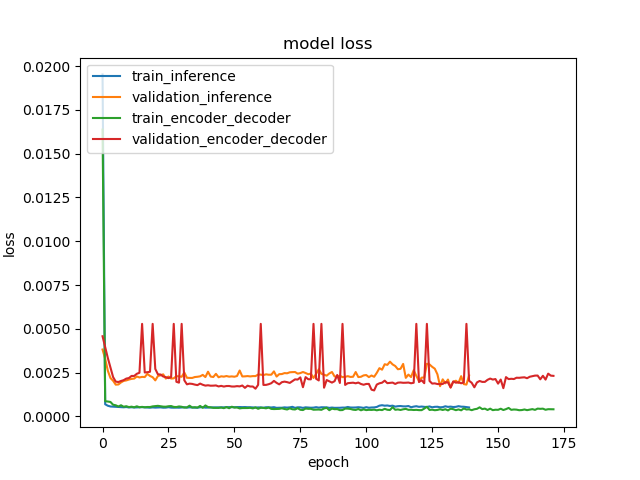 model loss
train_inference
validation_inference
train_encoder_decoder
validation_encoder_decoder
loss
0.0200
0.0175
0.0150
0.0125
0.0100
0.0075
0.0050
0.0025
0.0000
0 25 50 75 100 125 150 175
epoch